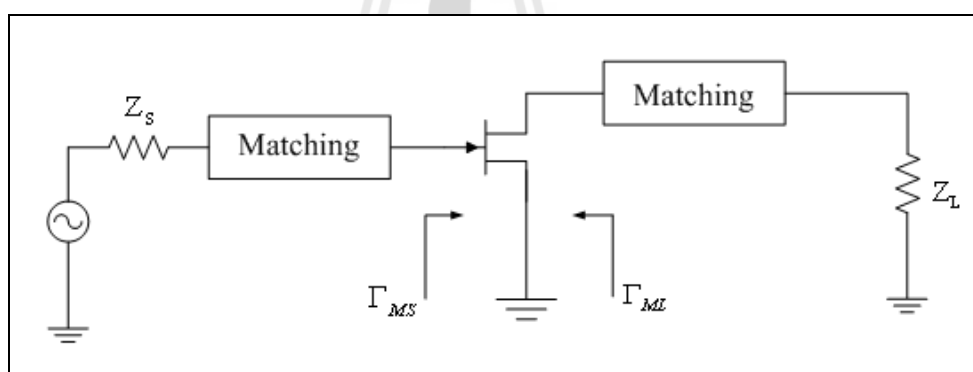 Z_S
Matching
Matching
Z_L
Γ_MS
Γ_ML